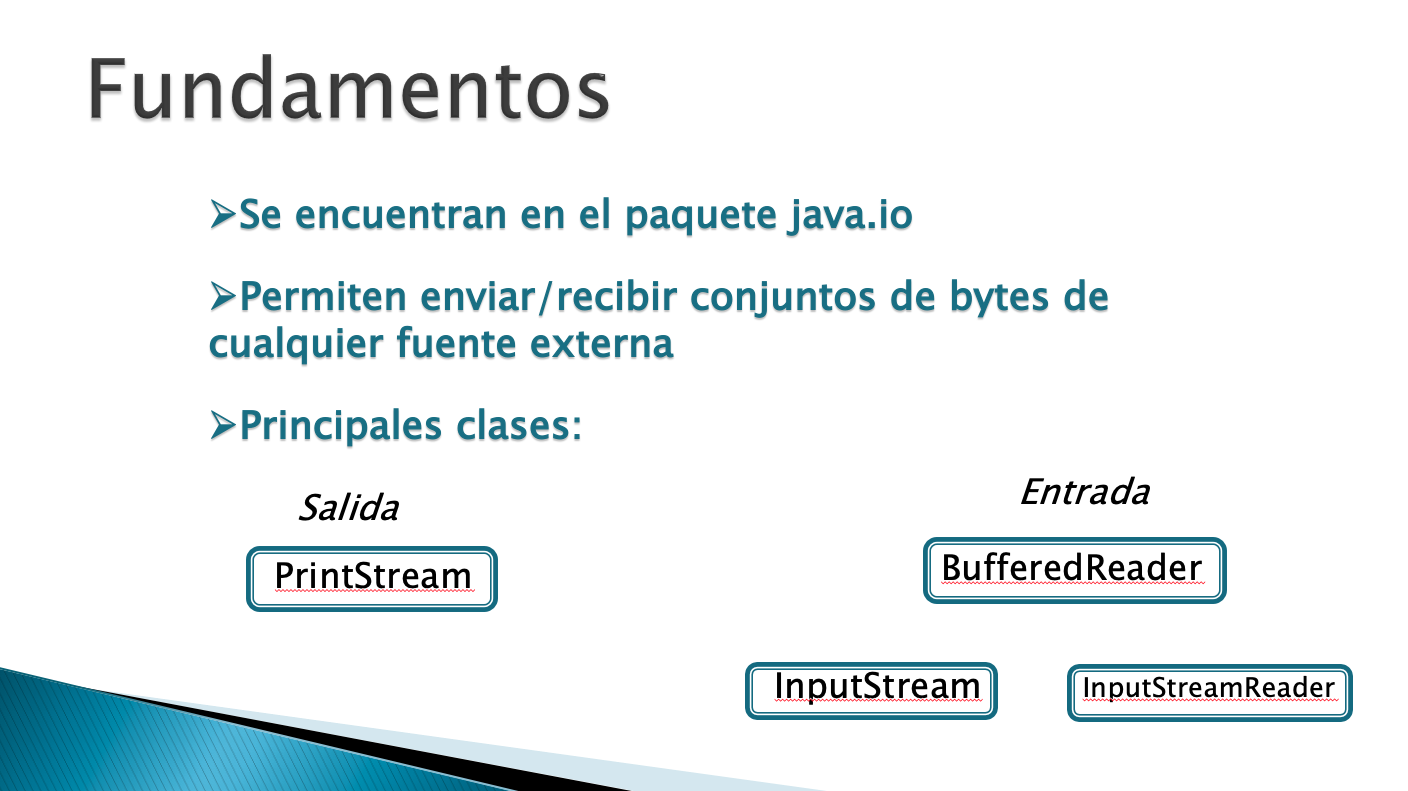 Fundamentos
➢Se encuentran en el paquete java.io
➢Permiten enviar/recibir conjuntos de bytes de
cualquier fuente externa
➢Principales clases:
Salida
Entrada
PrintStream
BufferedReader
InputStream
InputStreamReader